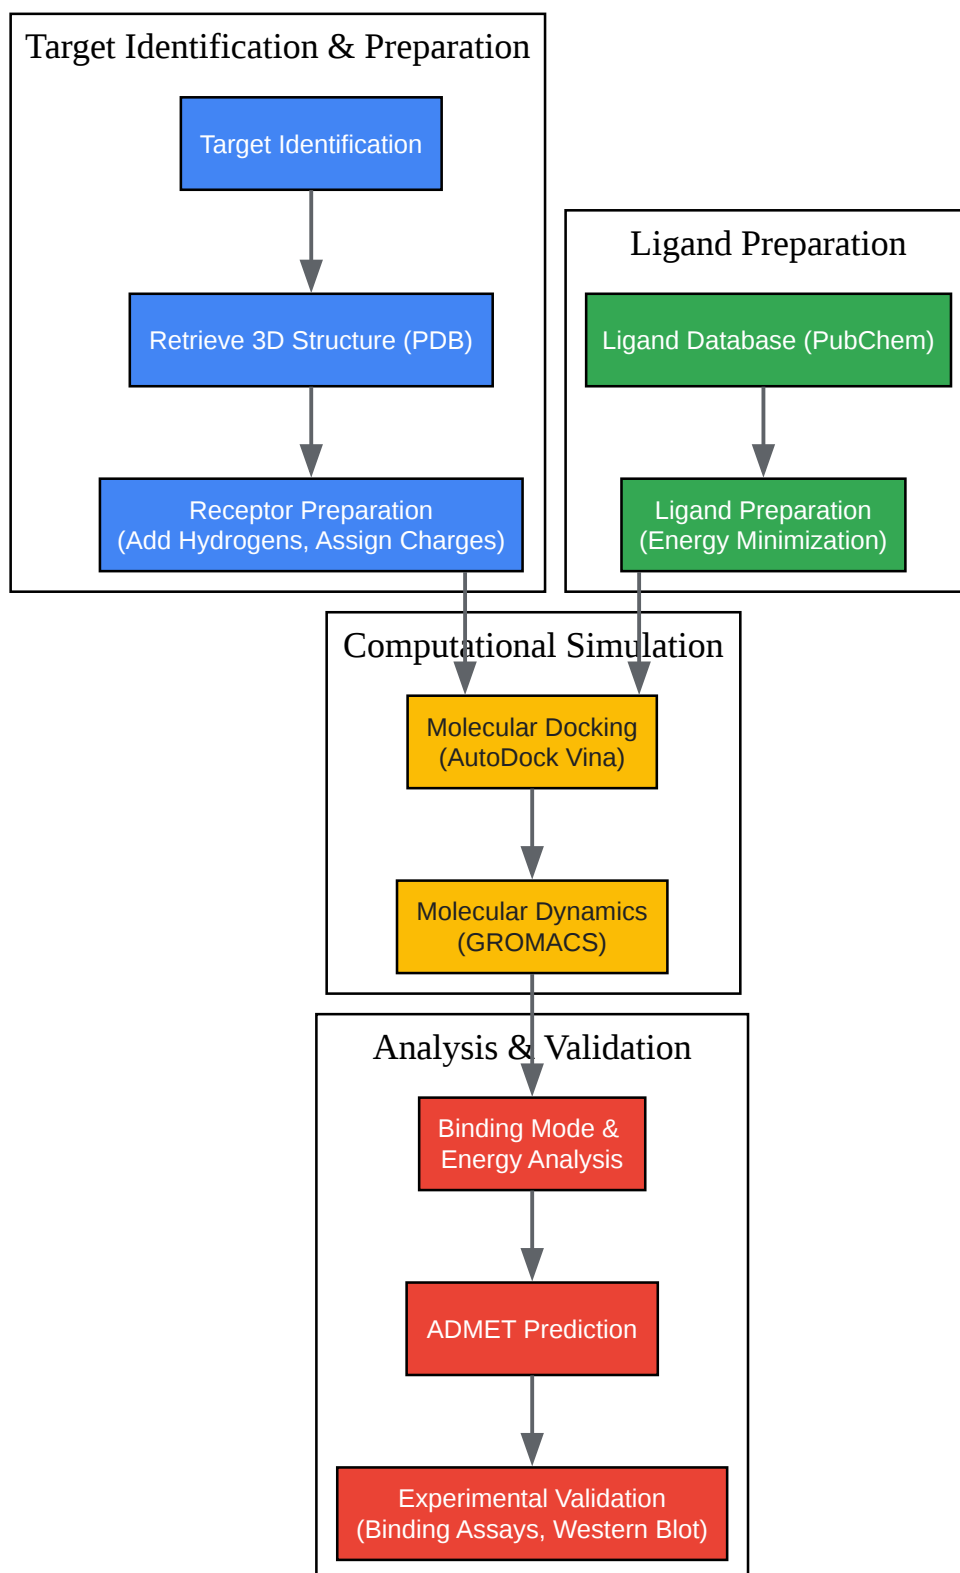 Target Identification & Preparation
Target Identification
Retrieve 3D Structure (PDB)
Receptor Preparation
(Add Hydrogens, Assign Charges)
Ligand Preparation
Ligand Database (PubChem)
Ligand Preparation
(Energy Minimization)
Computational Simulation
Molecular Docking
(AutoDock Vina)
Molecular Dynamics
(GROMACS)
Analysis & Validation
Binding Mode &
Energy Analysis
ADMET Prediction
Experimental Validation
(Binding Assays, Western Blot)